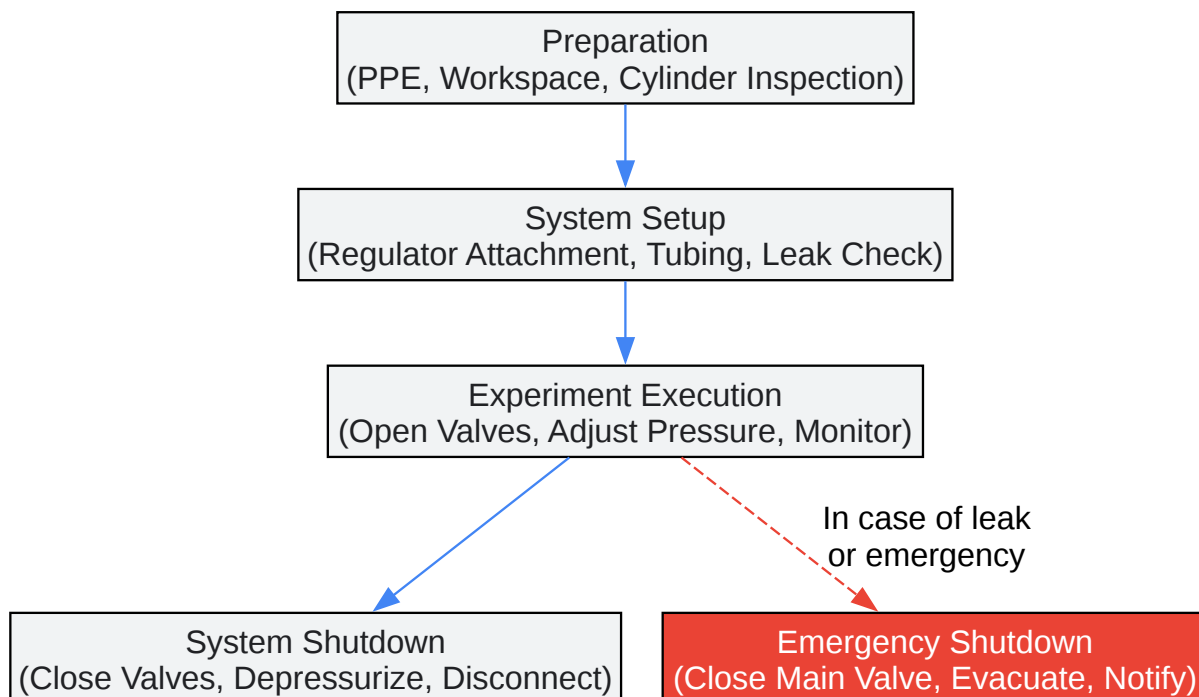 Preparation
(PPE, Workspace, Cylinder Inspection)
System Setup
(Regulator Attachment, Tubing, Leak Check)
Experiment Execution
(Open Valves, Adjust Pressure, Monitor)
In case of leak
or emergency
System Shutdown
(Close Valves, Depressurize, Disconnect)
Emergency Shutdown
(Close Main Valve, Evacuate, Notify)